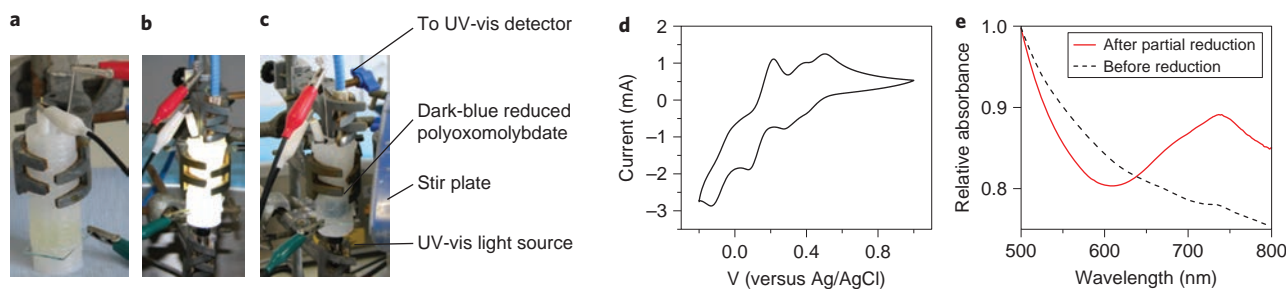 a
b
c
To UV-vis detector
Dark-blue reduced
polyoxomolybdate
Stir plate
UV-vis light source
d
2
1
0
−1
−2
−3
Current (mA)
0.0
0.4
0.8
V (versus Ag/AgCl)
e
1.0
0.9
0.8
Relative absorbance
After partial reduction
Before reduction
500
600
700
800
Wavelength (nm)